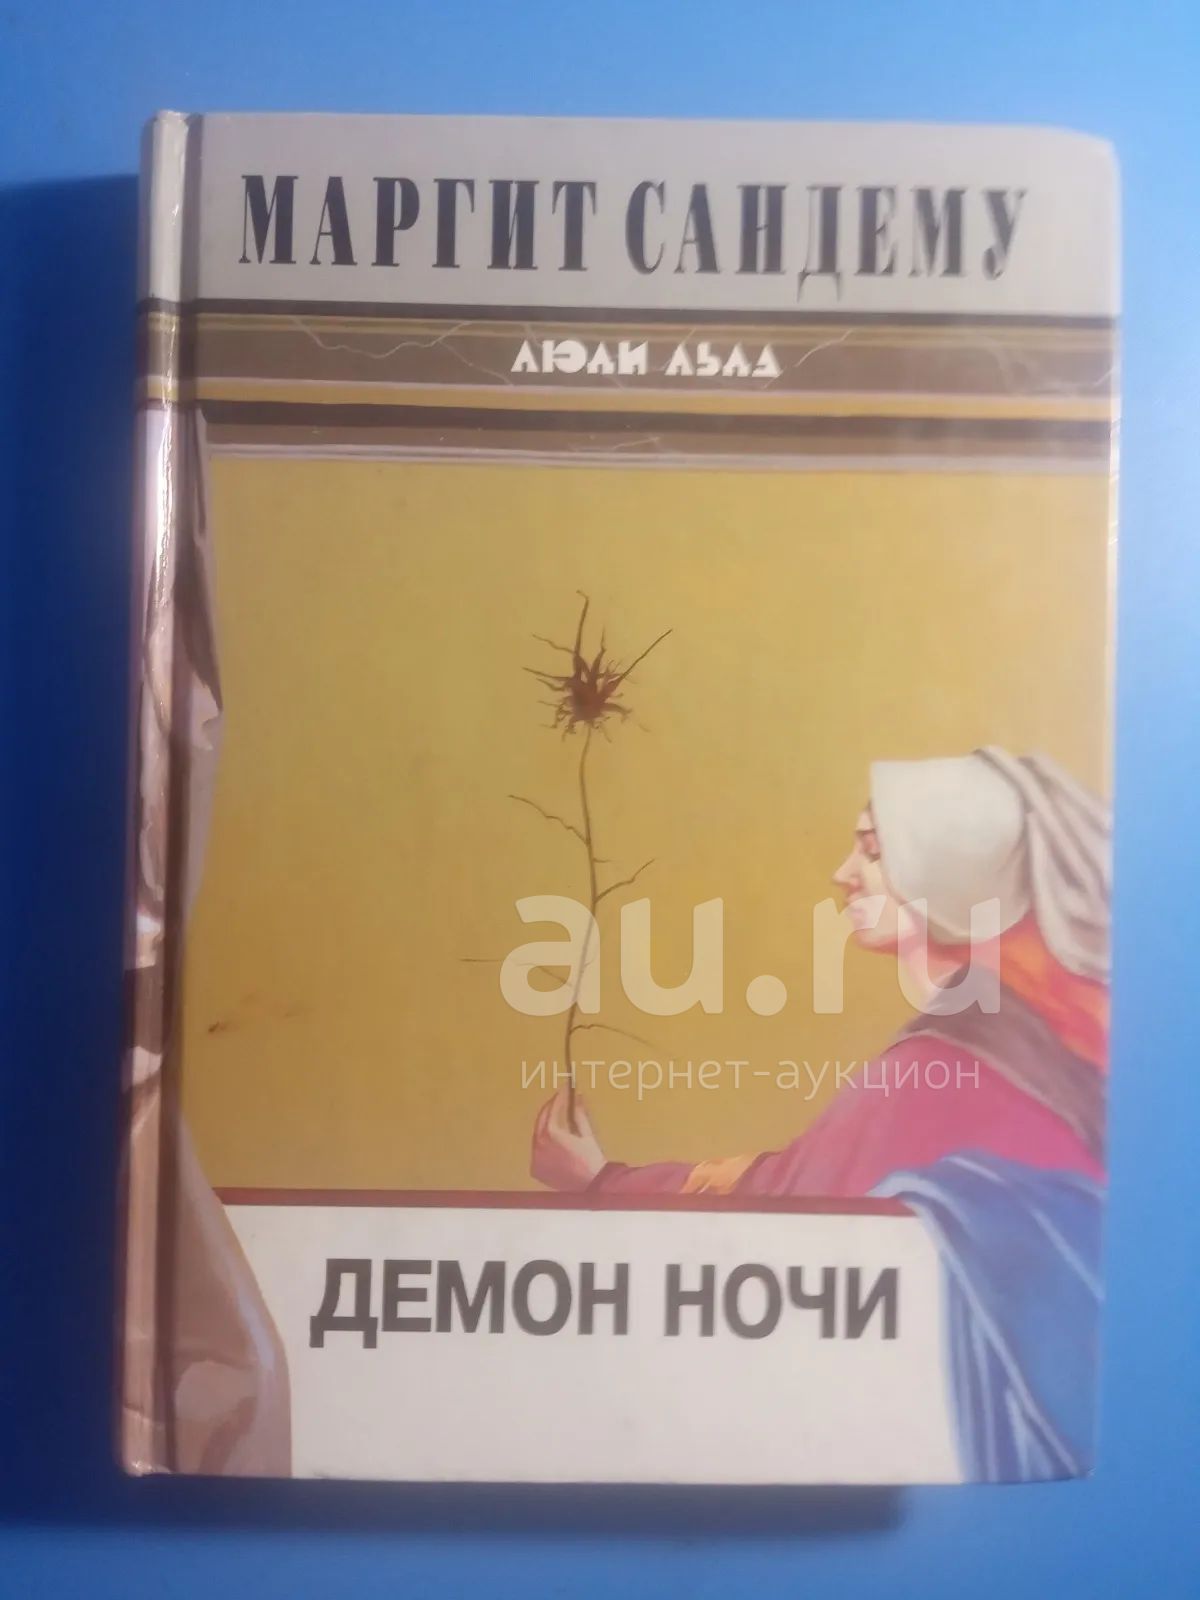 МАРГИТ САНДЕМУ
ЛЮДИ ЛЬДА
au.ru
интернет-аукцион
ДЕМОН НОЧИ